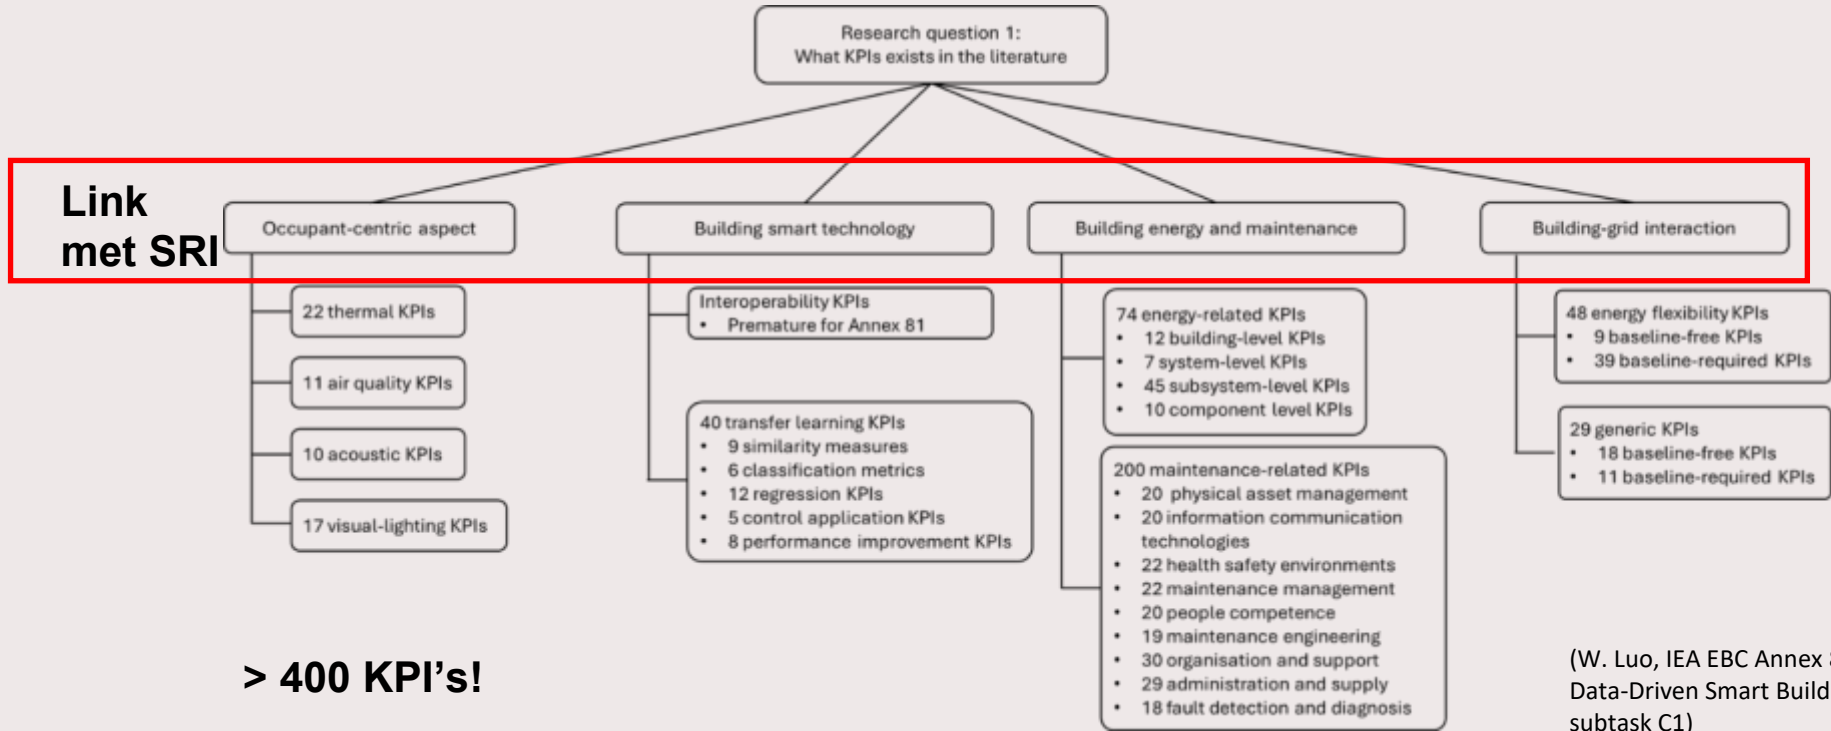 Research question 1:
What KPIs exists in the literature
Link
met SRI
Occupant-centric aspect
Building smart technology
Building energy and maintenance
Building-grid interaction
22 thermal KPIs
11 air quality KPIs
10 acoustic KPIs
17 visual-lighting KPIs
Interoperability KPIs
• Premature for Annex 81
40 transfer learning KPIs
• 9 similarity measures
• 6 classification metrics
• 12 regression KPIs
• 5 control application KPIs
• 8 performance improvement KPIs
74 energy-related KPIs
• 12 building-level KPIs
• 7 system-level KPIs
• 45 subsystem-level KPIs
• 10 component level KPIs
200 maintenance-related KPIs
• 20 physical asset management
• 20 information communication
technologies
• 22 health safety environments
• 22 maintenance management
• 20 people competence
• 19 maintenance engineering
• 30 organisation and support
• 29 administration and supply
• 18 fault detection and diagnosis
48 energy flexibility KPIs
• 9 baseline-free KPIs
• 39 baseline-required KPIs
29 generic KPIs
• 18 baseline-free KPIs
• 11 baseline-required KPIs
> 400 KPI’s!
(W. Luo, IEA EBC Annex
Data-Driven Smart
subtask C1)